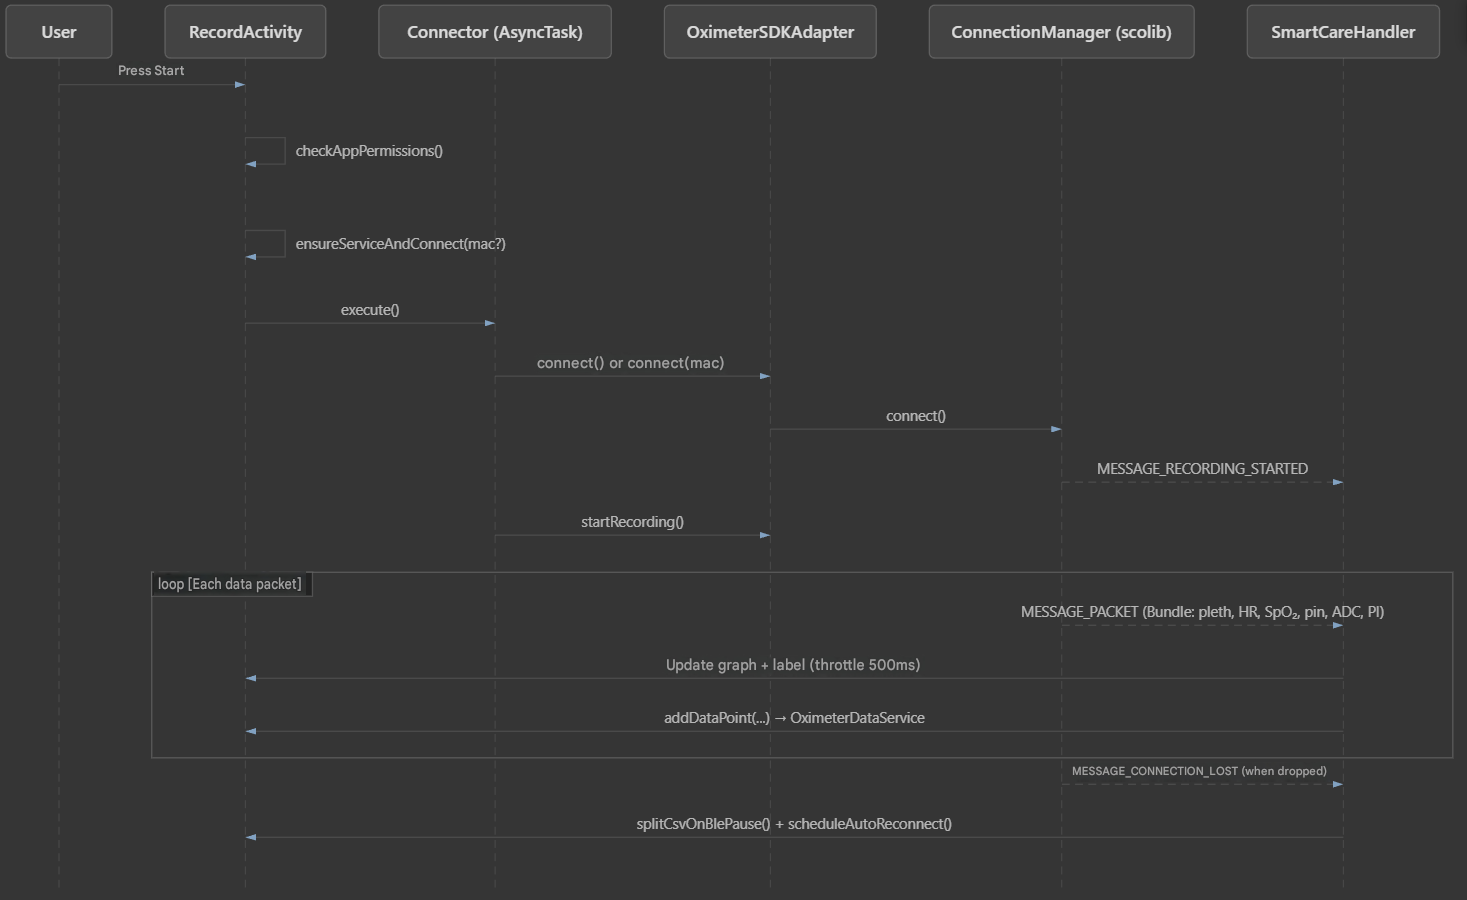 User
RecordActivity
Connector (AsyncTask)
OximeterSDKAdapter
ConnectionManager (scolib)
SmartCareHandler
Press Start
checkAppPermissions()
ensureServiceAndConnect(mac?)
execute()
connect() or connect(mac)
connect()
MESSAGE_RECORDING_STARTED
startRecording()
loop [Each data packet]
MESSAGE_PACKET (Bundle: pleth, HR, SpO₂, pin, ADC, PI)
Update graph + label (throttle 500ms)
addDataPoint(...) → OximeterDataService
MESSAGE_CONNECTION_LOST (when dropped)
splitCsvOnBlePause() + scheduleAutoReconnect()